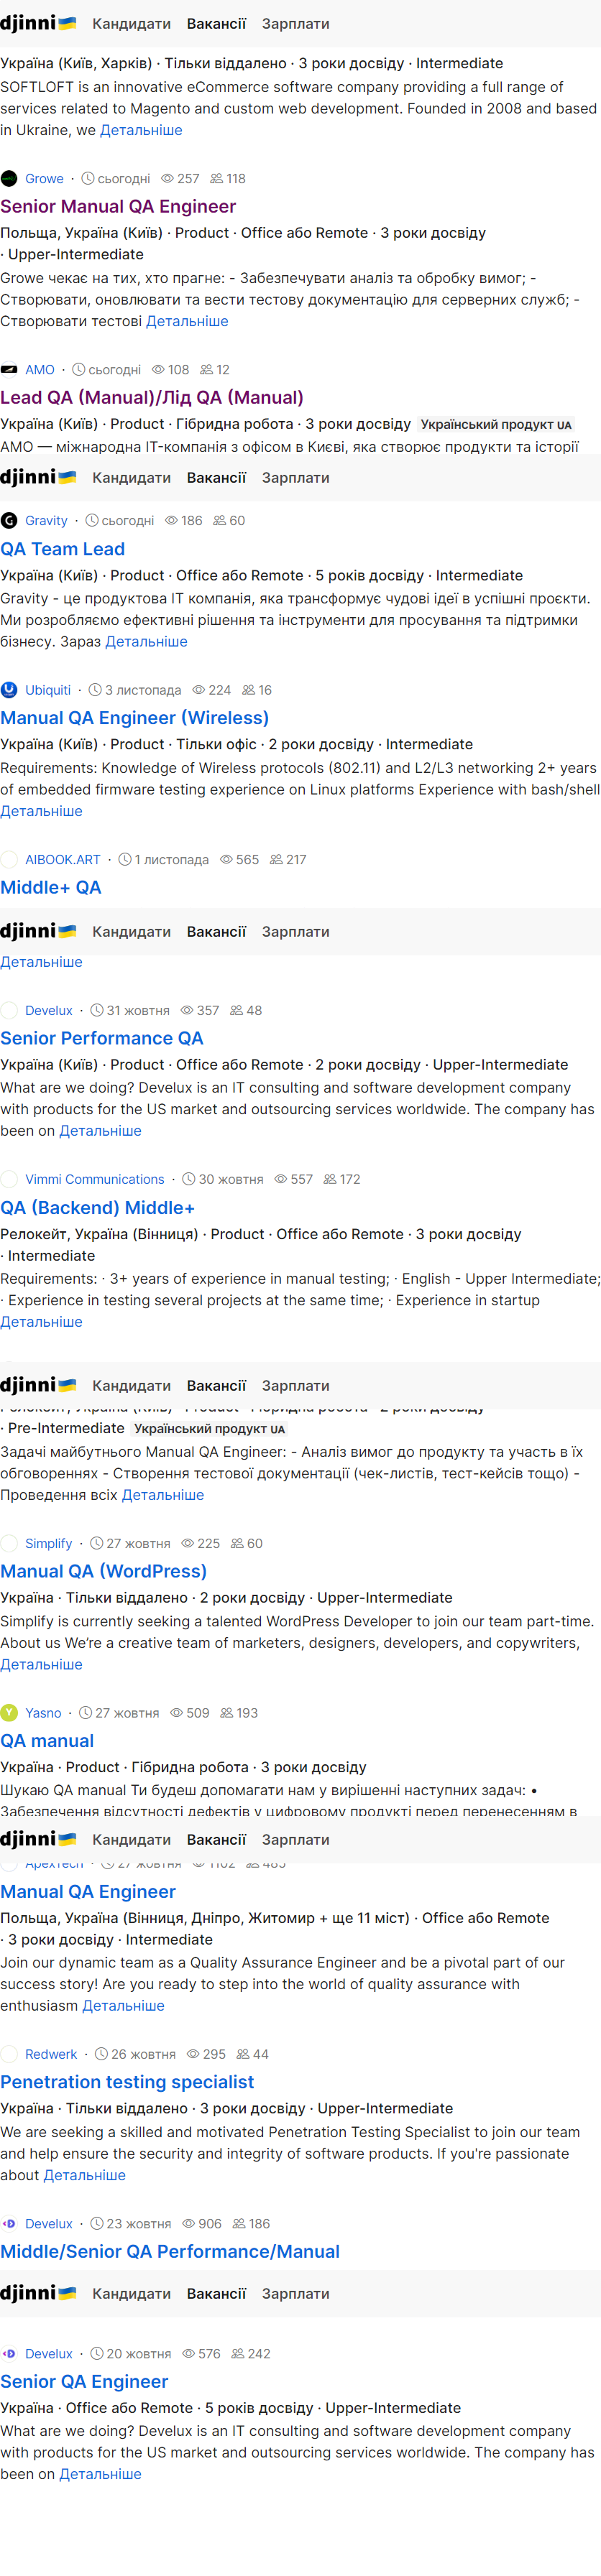 djinni Кандидати Вакансії Зарплати
Україна (Київ, Харків) · Тільки віддалено · 3 роки досвіду · Intermediate
SOFTLOFT is an innovative eCommerce software company providing a full range of
services related to Magento and custom web development. Founded in 2008 and based
in Ukraine, we Детальніше
Growe · сьогодні 257 118
Senior Manual QA Engineer
Польща, Україна (Київ) · Product · Office або Remote · 3 роки досвіду
· Upper-Intermediate
Growe чекає на тих, хто прагне: - Забезпечувати аналіз та обробку вимог; -
Створювати, оновлювати та вести тестову документацію для серверних служб; -
Створювати тестові Детальніше
AMO · сьогодні 108 12
Lead QA (Manual)/Лід QA (Manual)
Україна (Київ) · Product · Гібридна робота · 3 роки досвіду Український продукт UA
AMO — міжнародна IT-компанія з офісом в Києві, яка створює продукти та історії
djinni Кандидати Вакансії Зарплати
Gravity · сьогодні 186 60
QA Team Lead
Україна (Київ) · Product · Office або Remote · 5 років досвіду · Intermediate
Gravity - це продуктова IT компанія, яка трансформує чудові ідеї в успішні проєкти.
Ми розробляємо ефективні рішення та інструменти для просування та підтримки
бізнесу. Зараз Детальніше
Ubiquiti · 3 листопада 224 16
Manual QA Engineer (Wireless)
Україна (Київ) · Product · Тільки офіс · 2 роки досвіду · Intermediate
Requirements: Knowledge of Wireless protocols (802.11) and L2/L3 networking 2+ years
of embedded firmware testing experience on Linux platforms Experience with bash/shell
Детальніше
AIBOOK.ART · 1 листопада 565 217
Middle+ QA
djinni Кандидати Вакансії Зарплати
Детальніше
Develux · 31 жовтня 357 48
Senior Performance QA
Україна (Київ) · Product · Office або Remote · 2 роки досвіду · Upper-Intermediate
What are we doing? Develux is an IT consulting and software development company
with products for the US market and outsourcing services worldwide. The company has
been on Детальніше
Vimmi Communications · 30 жовтня 557 172
QA (Backend) Middle+
Релокейт, Україна (Вінниця) · Product · Office або Remote · 3 роки досвіду
· Intermediate
Requirements: · 3+ years of experience in manual testing; · English - Upper Intermediate;
· Experience in testing several projects at the same time; · Experience in startup
Детальніше
djinni Кандидати Вакансії Зарплати
Релокейт, Україна (Київ) · Product · Гібридна робота · 2 роки досвіду
· Pre-Intermediate Український продукт UA
Задачі майбутнього Manual QA Engineer: - Аналіз вимог до продукту та участь в їх
обговореннях - Створення тестової документації (чек-листів, тест-кейсів тощо) -
Проведення всіх Детальніше
Simplify · 27 жовтня 225 60
Manual QA (WordPress)
Україна · Тільки віддалено · 2 роки досвіду · Upper-Intermediate
Simplify is currently seeking a talented WordPress Developer to join our team part-time.
About us We're a creative team of marketers, designers, developers, and copywriters,
Детальніше
Y Yasno · 27 жовтня 509 193
QA manual
Україна · Product · Гібридна робота · 3 роки досвіду
Шукаю QA manual Ти будеш допомагати нам у вирішенні наступних задач: •
Забезпечення відсутності дефектів у цифровому продукті перед перенесенням в
djinni Кандидати Вакансії Зарплати
ApexTech · 27 жовтня 1102 485
Manual QA Engineer
Польща, Україна (Вінниця, Дніпро, Житомир + ще 11 міст) · Office або Remote
· 3 роки досвіду · Intermediate
Join our dynamic team as a Quality Assurance Engineer and be a pivotal part of our
success story! Are you ready to step into the world of quality assurance with
enthusiasm Детальніше
Redwerk · 26 жовтня 295 44
Penetration testing specialist
Україна · Тільки віддалено · 3 роки досвіду · Upper-Intermediate
We are seeking a skilled and motivated Penetration Testing Specialist to join our team
and help ensure the security and integrity of software products. If you're passionate
about Детальніше
Develux · 23 жовтня 906 186
Middle/Senior QA Performance/Manual
djinni Кандидати Вакансії Зарплати
Develux · 20 жовтня 576 242
Senior QA Engineer
Україна · Office або Remote · 5 років досвіду · Upper-Intermediate
What are we doing? Develux is an IT consulting and software development company
with products for the US market and outsourcing services worldwide. The company has
been on Детальніше